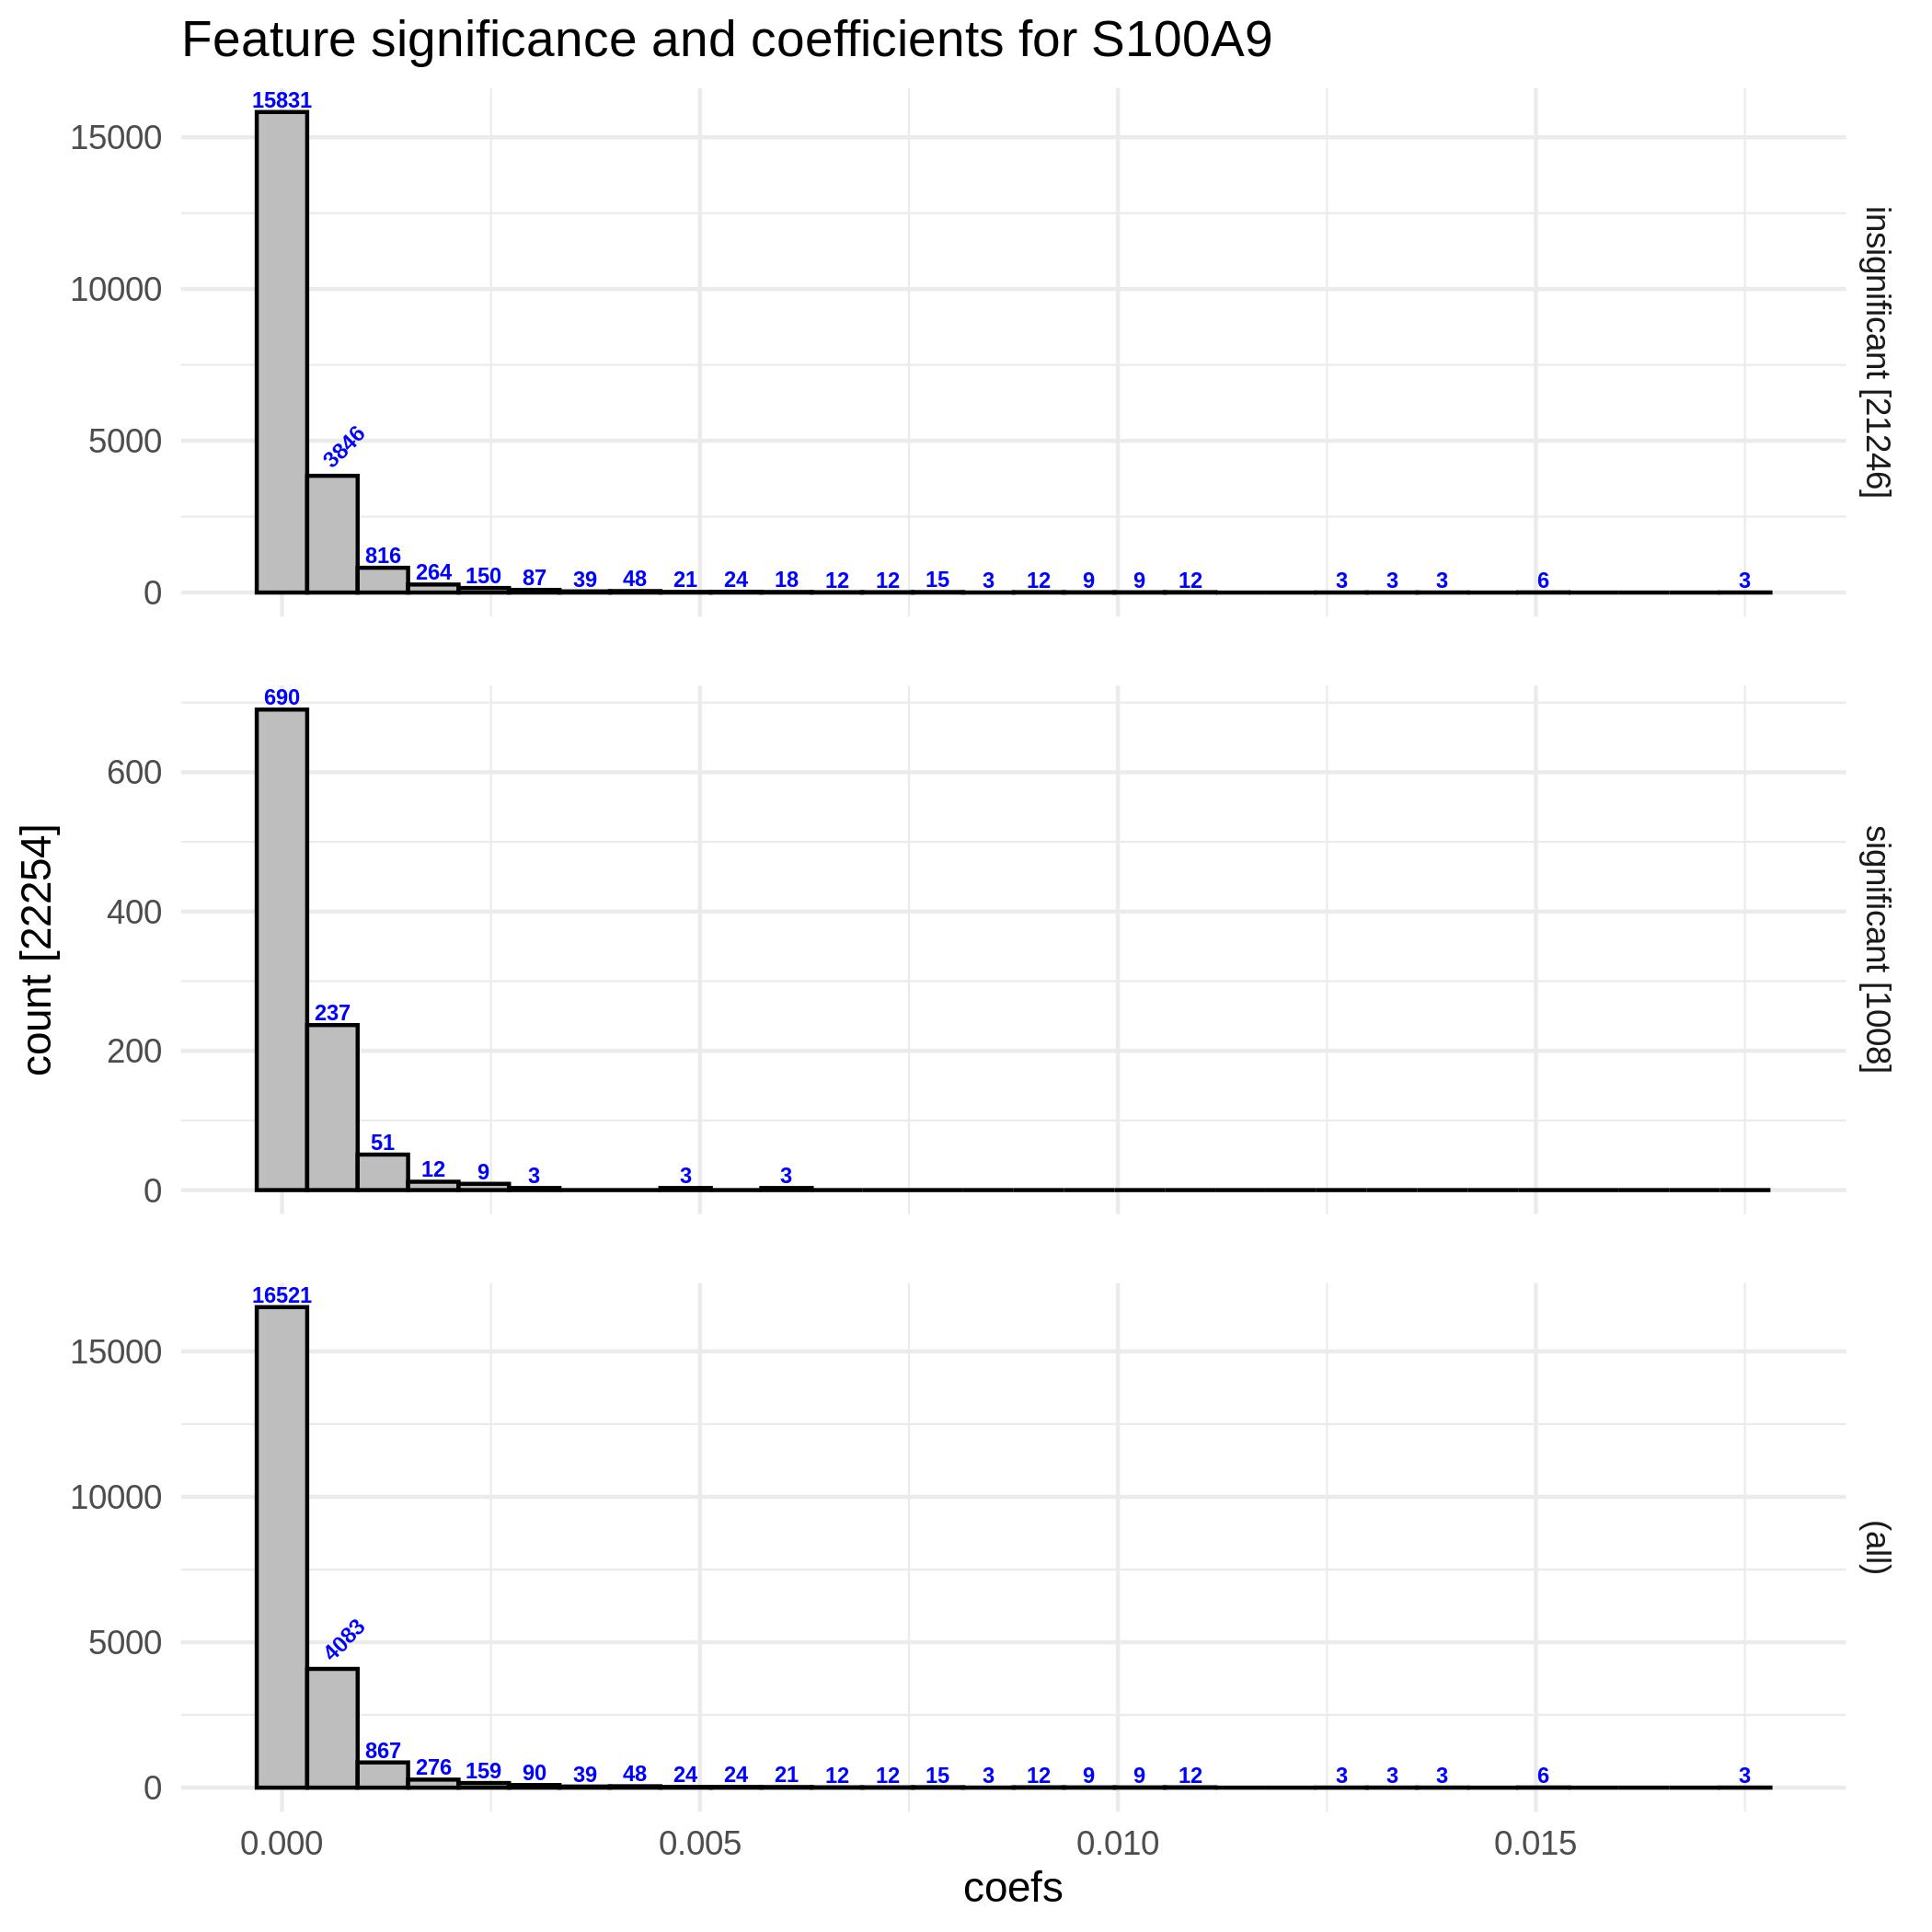 Feature significance and coefficients for S100A9
15831
3846
816 264 150 87 39 48 21 24 18 12 12 15 3 12 9 9 12 3 3 3 6 3
15000
10000
5000
0
insignificant [21246]
690
237
51 12 9 3 3 3
600
400
200
0
significant [1008]
count [22254]
16521
4083
867 276 159 90 39 48 24 24 21 12 12 15 3 12 9 9 12 3 3 3 6 3
15000
10000
5000
0
(all)
0.000 0.005 0.010 0.015
coefs